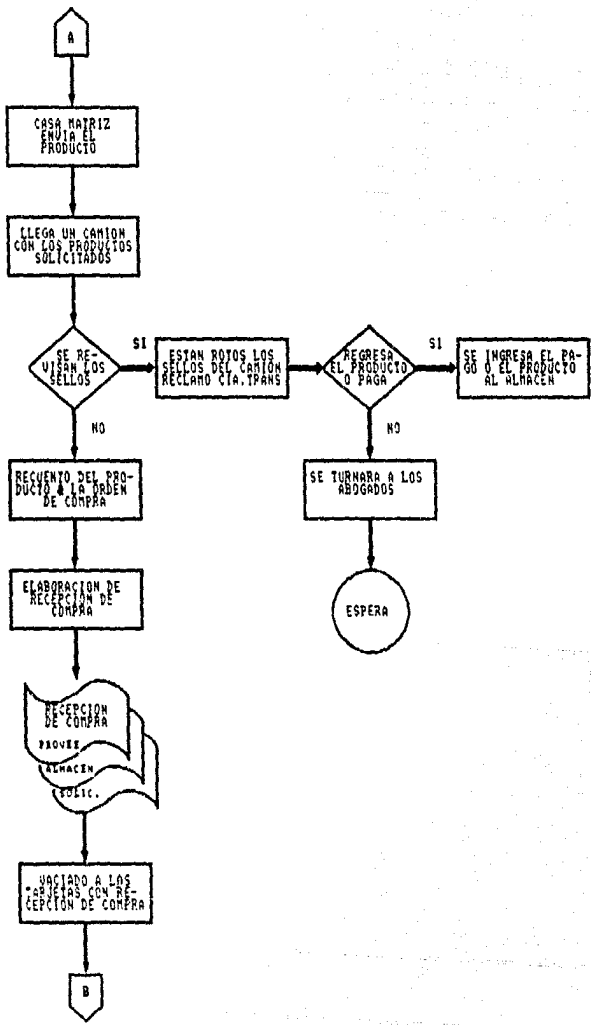 A
CASA MATRIZ
ENVIA EL
PRODUCTO
LLEGA UN CAMION
CON LOS PRODUCTOS
SOLICITADOS
SE RE-
VISAN LOS
SELLOS
SI
ESTAN ROTOS LOS
SELLOS DEL CAMION
RECLAMO CIA.TRANS
REGRESA
EL PRODUCTO
O PAGA
SI
SE INGRESA EL PA-
GO O EL PRODUCTO
AL ALMACEN
NO
NO
RECUENTO DEL PRO-
DUCTO & LA ORDEN
DE COMPRA
SE TURNARA A LOS
ABOGADOS
ELABORACION DE
RECEPCION DE
COMPRA
ESPERA
RECEPCION
DE COMPRA
PROVEE
ALMACEN
SOLIC.
VACIADO A LAS
TARJETAS CON RE-
CEPCION DE COMPRA
B